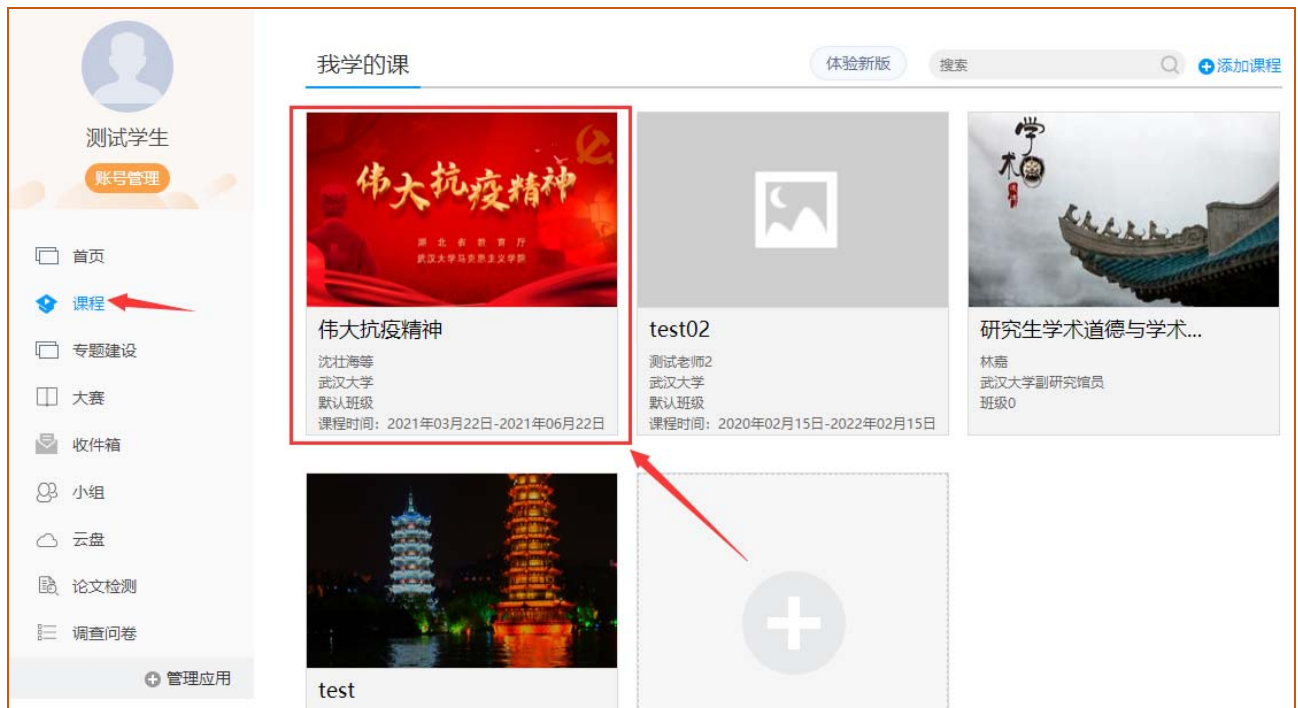 测试学生
账号管理
首页
课程
专题建设
大赛
收件箱
小组
云盘
论文检测
调查问卷
管理应用
我学的课
体验新版
搜索
添加课程
伟大抗疫精神
湖北省教育厅
武汉大学马克思主义学院
伟大抗疫精神
沈壮海等
武汉大学
默认班级
课程时间：2021年03月22日-2021年06月22日
test02
测试老师2
武汉大学
默认班级
课程时间：2020年02月15日-2022年02月15日
学术
研究生学术道德与学术...
林嘉
武汉大学副研究馆员
班级0
test